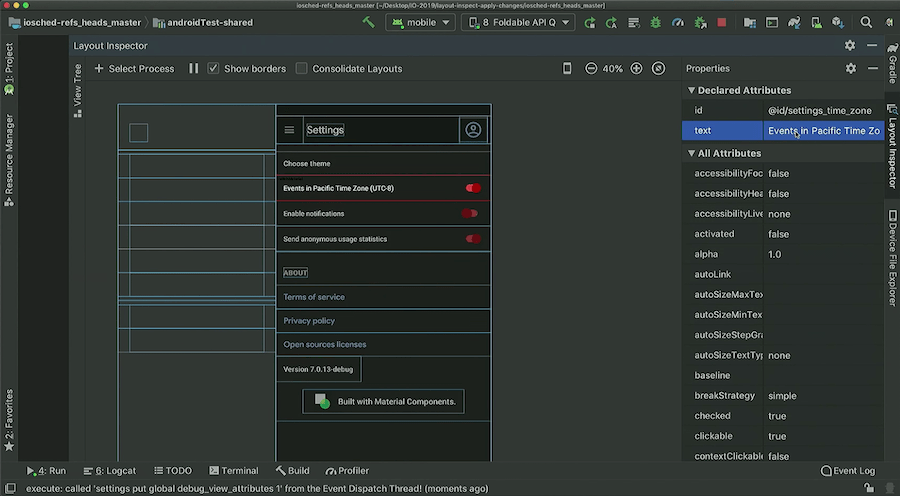 iosched-refs_heads_master [~/Desktop/IO-2019/layout-inspect-apply-changes/iosched-refs_heads_master]
iosched-refs_heads_master
androidTest-shared
mobile
8 Foldable API Q
1: Project
Resource Manager
2: Favorites
Layout Inspector
View Tree
Select Process
Show borders
Consolidate Layouts
40%
Settings
Choose theme
Events in Pacific Time Zone (UTC-8)
Enable notifications
Send anonymous usage statistics
ABOUT
Terms of service
Privacy policy
Open sources licenses
Version 7.0.13-debug
Built with Material Components.
Properties
Declared Attributes
id @id/settings_time_zone
text Events in Pacific Time Zo
All Attributes
accessibilityFoc false
accessibilityHea false
accessibilityLive none
activated false
alpha 1.0
autoLink
autoSizeMaxTex
autoSizeMinTex
autoSizeStepGra
autoSizeTextTyp none
baseline
breakStrategy simple
checked true
clickable true
contextClickabl false
Gradle
Layout Inspector
Device File Explorer
4: Run
6: Logcat
TODO
Terminal
Build
Profiler
Event Log
execute: called 'settings put global debug_view_attributes 1' from the Event Dispatch Thread! (moments ago)